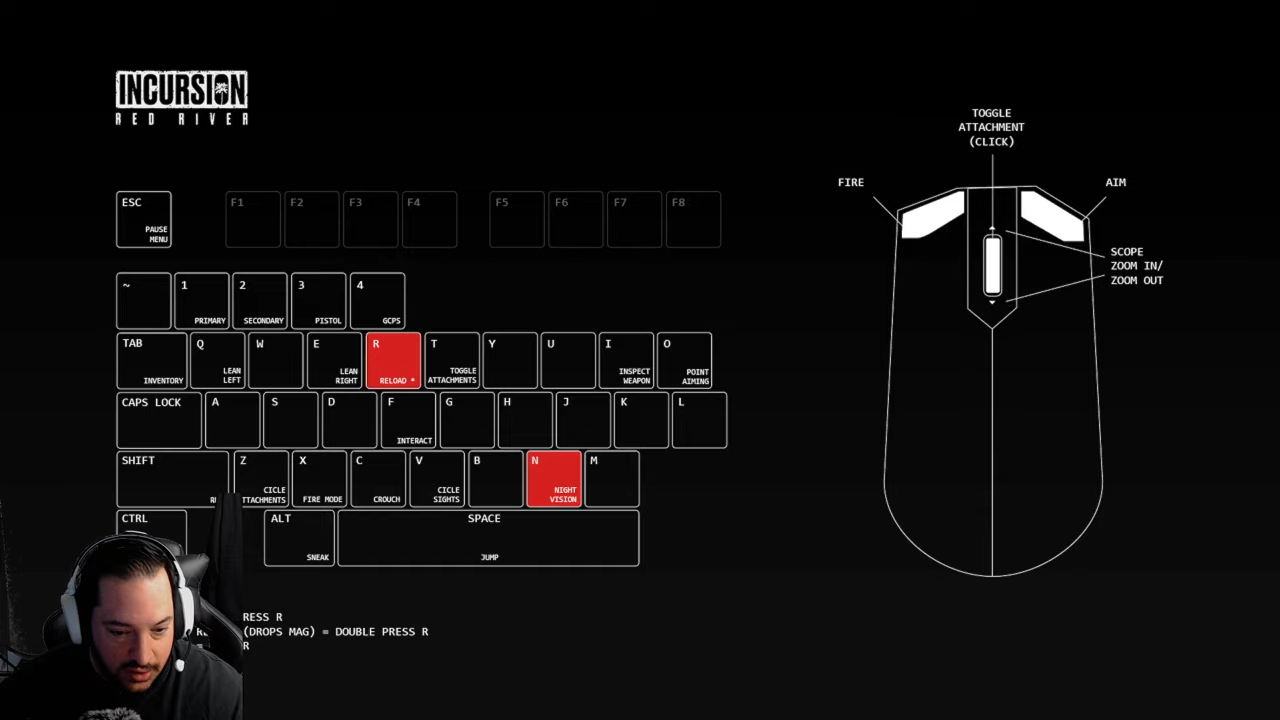 INCURSION
RED RIVER
TOGGLE
ATTACHMENT
(CLICK)
FIRE
AIM
SCOPE
ZOOM IN/
ZOOM OUT
ESC
PAUSE
MENU
F1
F2
F3
F4
F5
F6
F7
F8
~
1
PRIMARY
2
SECONDARY
3
PISTOL
4
GCPS
TAB
INVENTORY
Q
LEAN
LEFT
W
E
LEAN
RIGHT
R
RELOAD *
T
TOGGLE
ATTACHMENTS
Y
U
I
INSPECT
WEAPON
O
POINT
AIMING
CAPS LOCK
A
S
D
F
INTERACT
G
H
J
K
L
SHIFT
Z
CICLE
ATTACHMENTS
X
FIRE MODE
C
CROUCH
V
CICLE
SIGHTS
B
N
NIGHT
VISION
M
CTRL
ALT
SNEAK
SPACE
JUMP
R
(DROPS MAG) = DOUBLE PRESS R
R